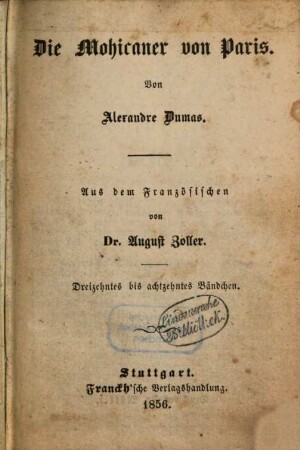 Die Mohicaner von Paris.
Von
Alexandre Dumas.
Aus dem Französischen
von
Dr. August Zoller.
Dreizehntes bis achtzehntes Bändchen.
Bibliothek.
Stuttgart.
Franckh'sche Verlagshandlung.
1856.